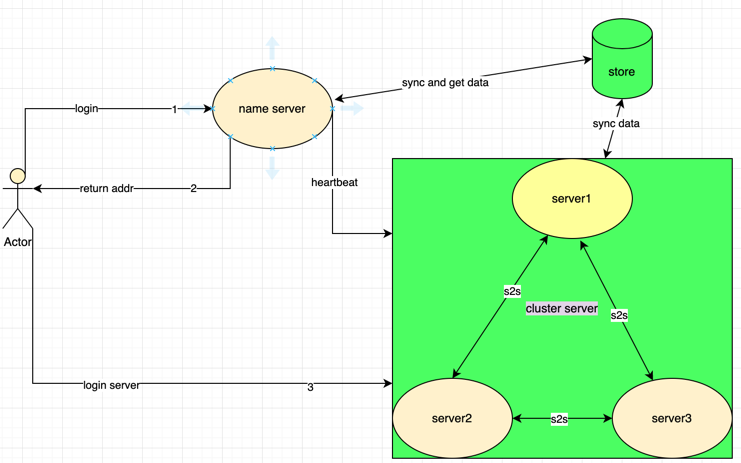 store
sync and get data
login
1
name server
sync data
heartbeat
return addr
2
server1
Actor
s2s
cluster server
s2s
login server
3
server2
s2s
server3